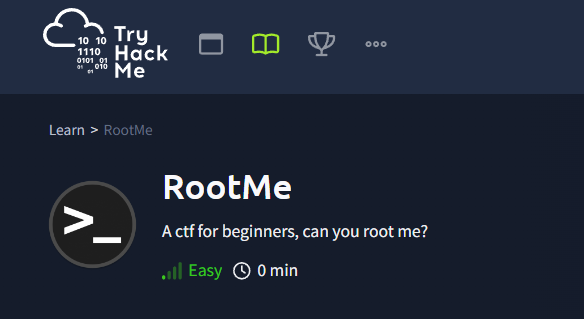 10 10
1110
0101 01
01 010
01
Try
Hack
Me
Learn > RootMe
>_
RootMe
A ctf for beginners, can you root me?
Easy 0 min